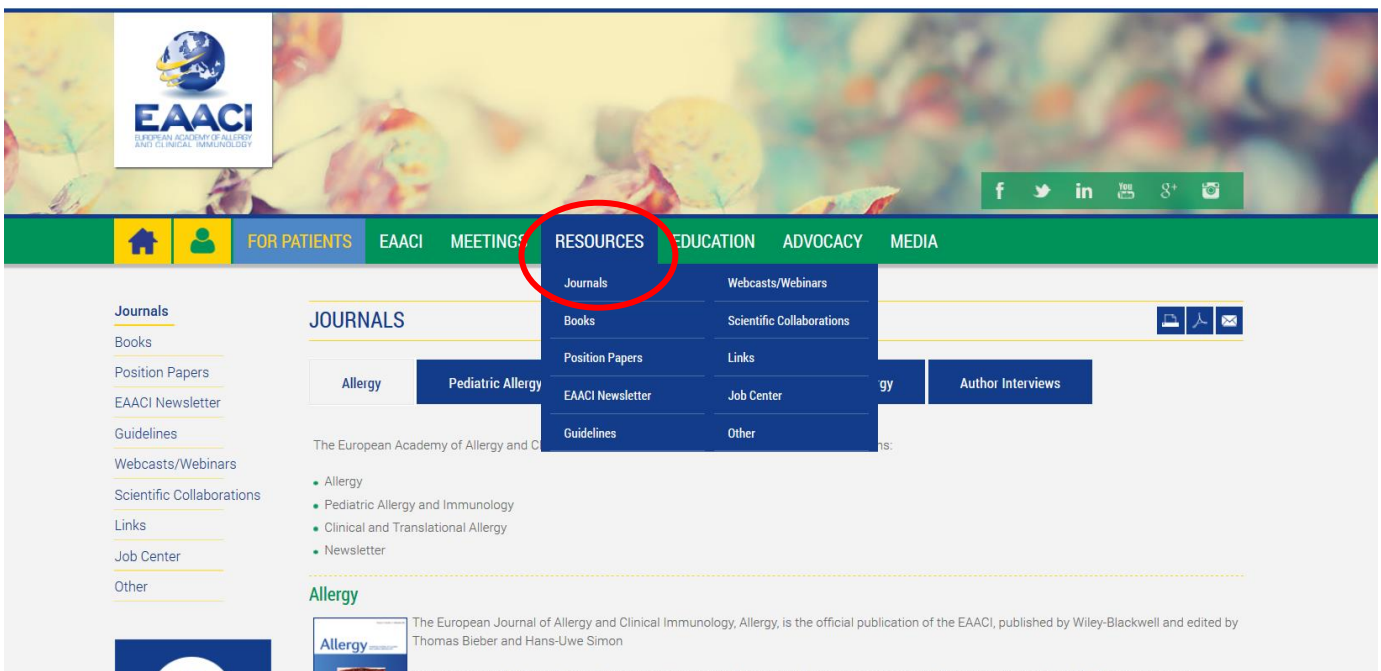 EAACI
EUROPEAN ACADEMY OF ALLERGY
AND CLINICAL IMMUNOLOGY
f in You 8+
FOR PATIENTS EAACI MEETINGS RESOURCES EDUCATION ADVOCACY MEDIA
Journals Webcasts/Webinars
Books Scientific Collaborations
Position Papers Links
EAACI Newsletter Job Center
Guidelines Other
Journals
Books
Position Papers
EAACI Newsletter
Guidelines
Webcasts/Webinars
Scientific Collaborations
Links
Job Center
Other
JOURNALS
Allergy Pediatric Allergy gy Author Interviews
The European Academy of Allergy and Cl ns:
• Allergy
• Pediatric Allergy and Immunology
• Clinical and Translational Allergy
• Newsletter
Allergy
Allergy
The European Journal of Allergy and Clinical Immunology, Allergy, is the official publication of the EAACI, published by Wiley-Blackwell and edited by
Thomas Bieber and Hans-Uwe Simon